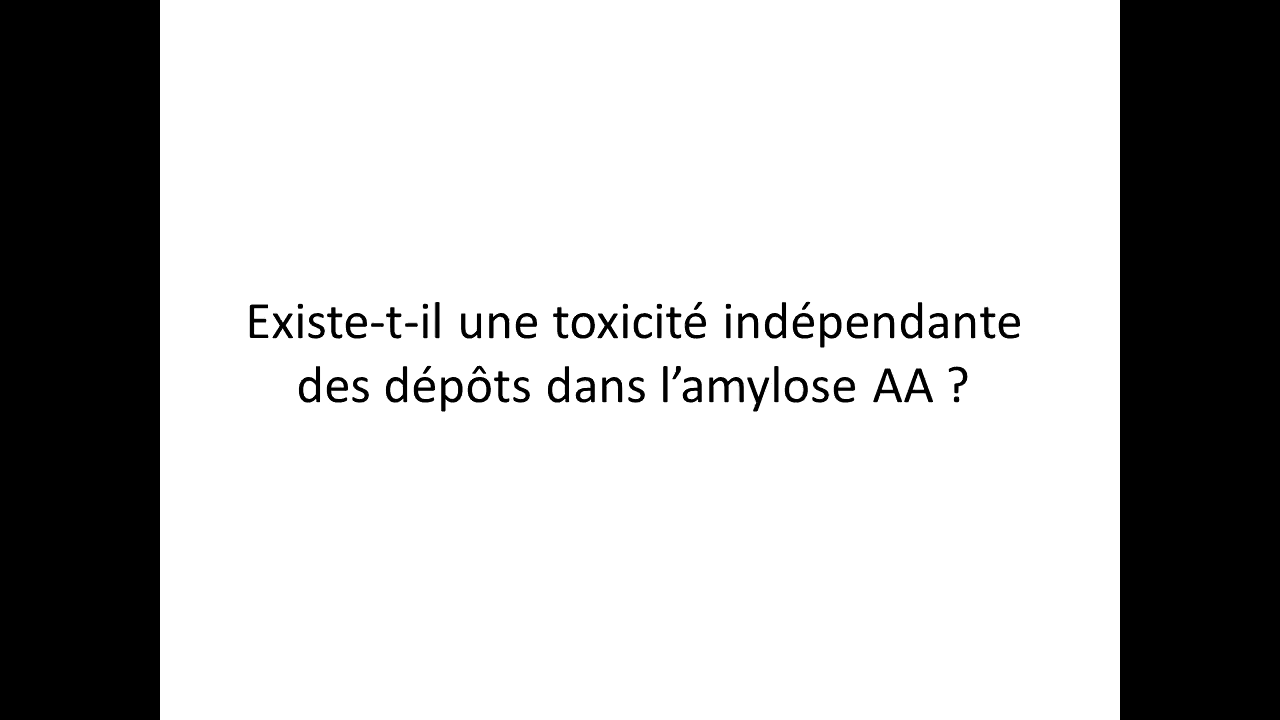 Existe-t-il une toxicité indépendante
des dépôts dans l’amylose AA ?